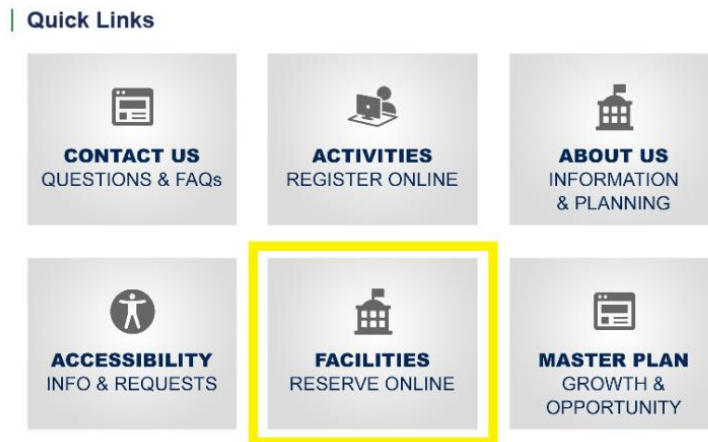 Quick Links
CONTACT US
QUESTIONS & FAQs
ACTIVITIES
REGISTER ONLINE
ABOUT US
INFORMATION
& PLANNING
ACCESSIBILITY
INFO & REQUESTS
FACILITIES
RESERVE ONLINE
MASTER PLAN
GROWTH &
OPPORTUNITY